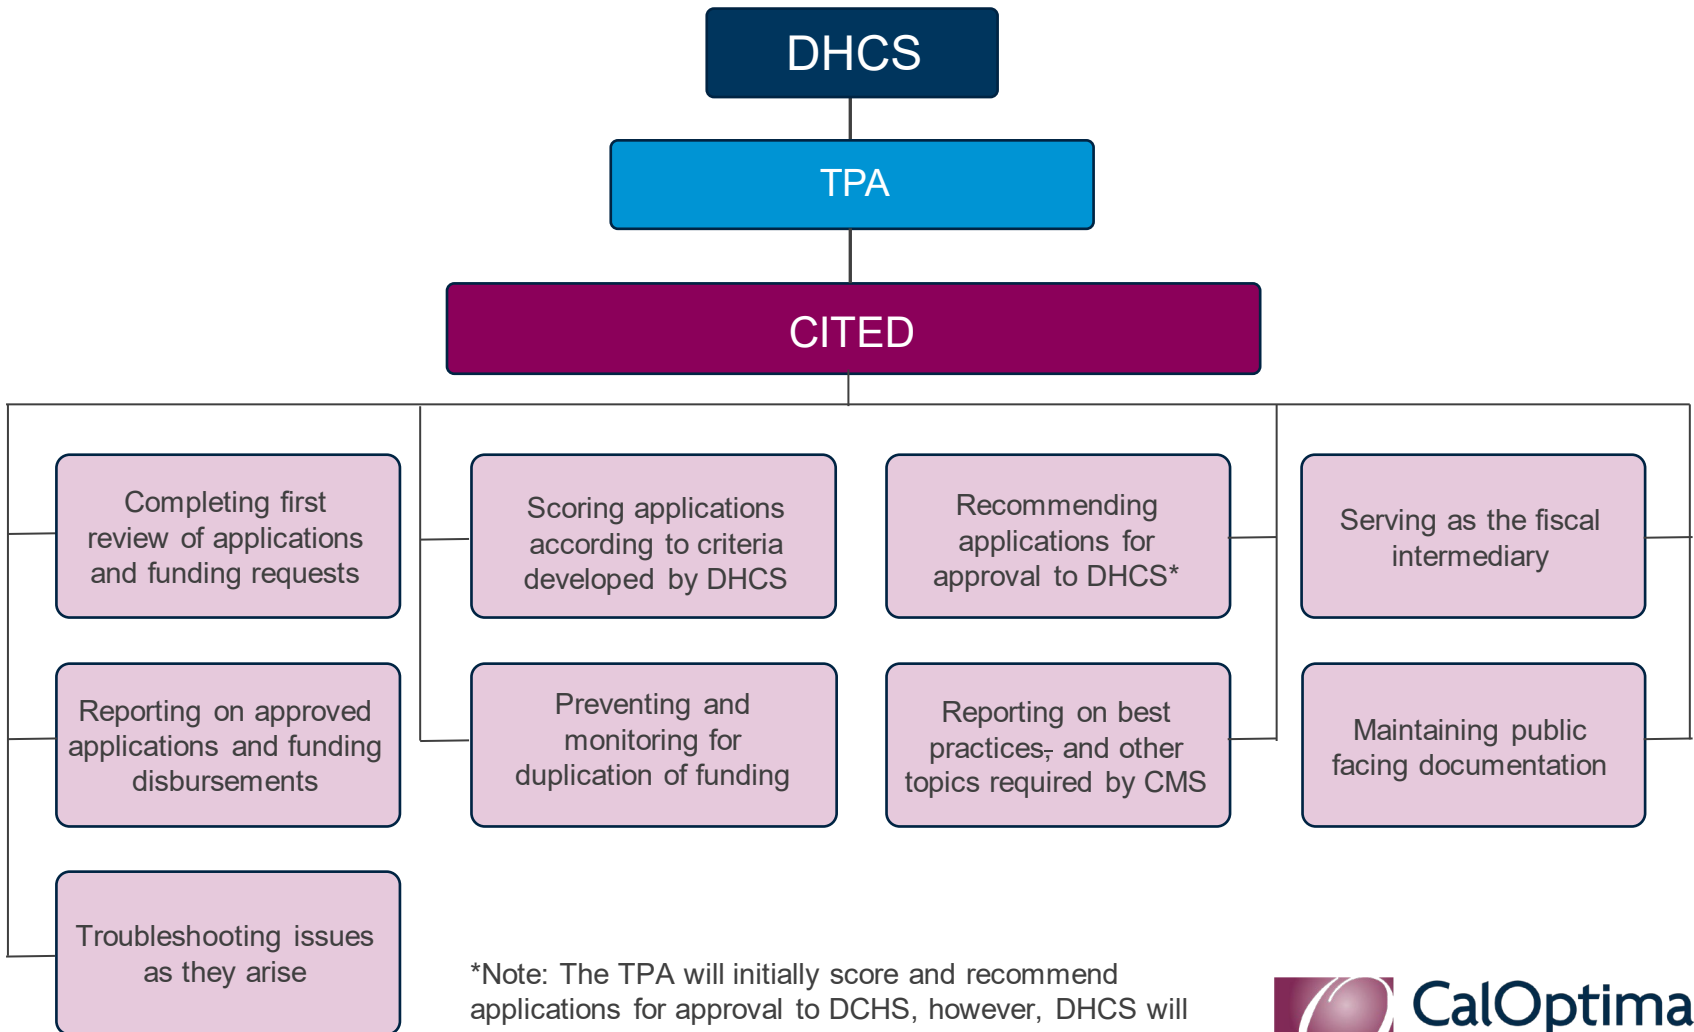 DHCS
TPA
CITED
Completing first
review of applications
and funding requests
Scoring applications
according to criteria
developed by DHCS
Recommending
applications for
approval to DHCS*
Serving as the fiscal
intermediary
Reporting on approved
applications and funding
disbursements
Preventing and
monitoring for
duplication of funding
Reporting on best
practices, and other
topics required by CMS
Maintaining public
facing documentation
Troubleshooting issues
as they arise
*Note: The TPA will initially score and recommend
applications for approval to DCHS, however, DHCS will
CalOptima